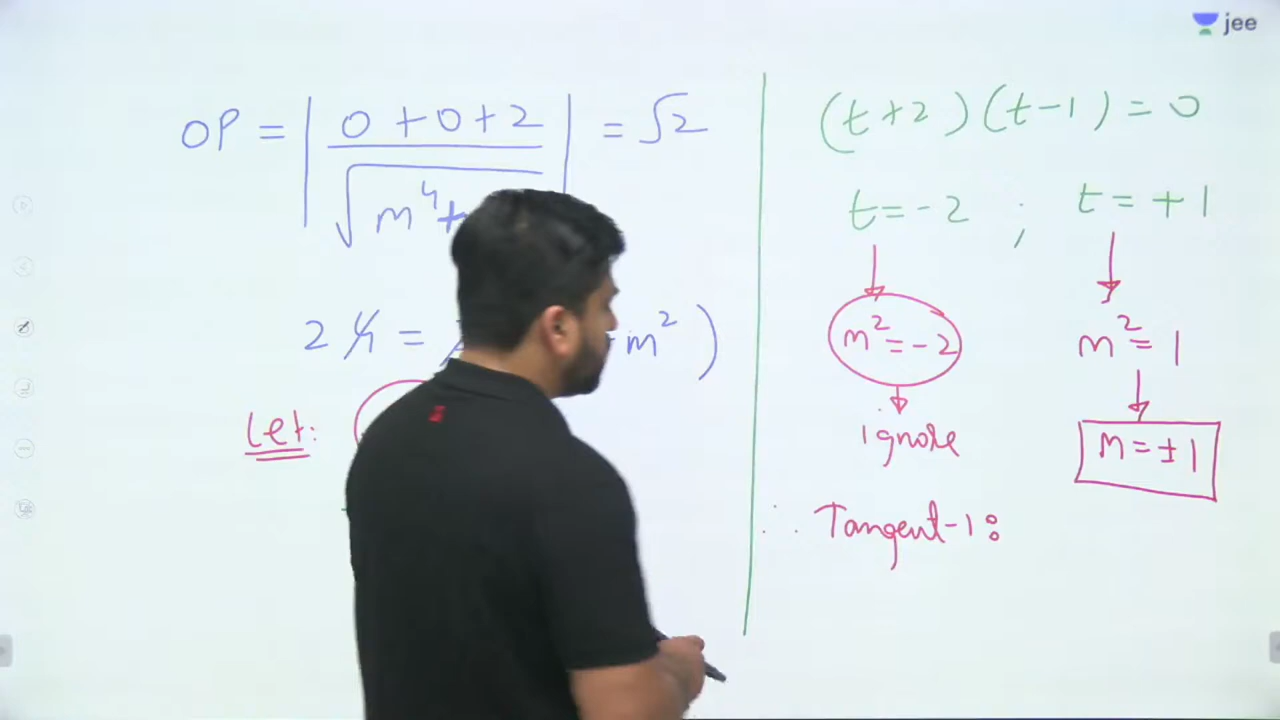 jee
OP = | 0 + 0 + 2 / √ m⁴ + | = √2
2 4 = m² )
Let:
(t+2)(t-1) = 0
t = -2 ; t = +1
m² = -2 m² = 1
ignore m = ±1
∴ Tangent-1: